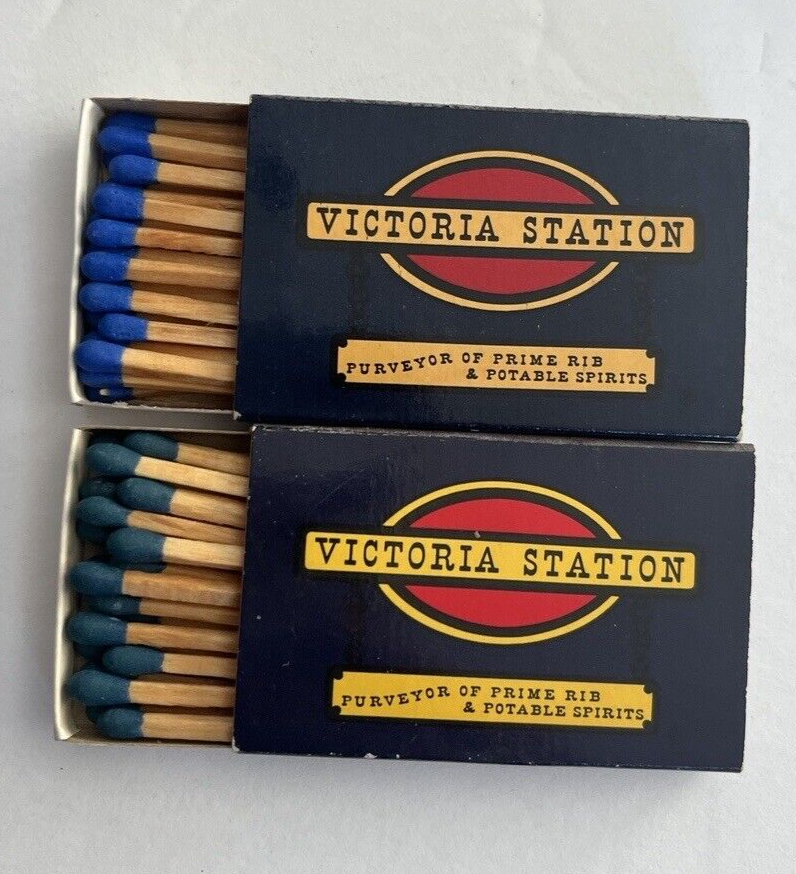 VICTORIA STATION
PURVEYOR OF PRIME RIB
& POTABLE SPIRITS
VICTORIA STATION
PURVEYOR OF PRIME RIB
& POTABLE SPIRITS